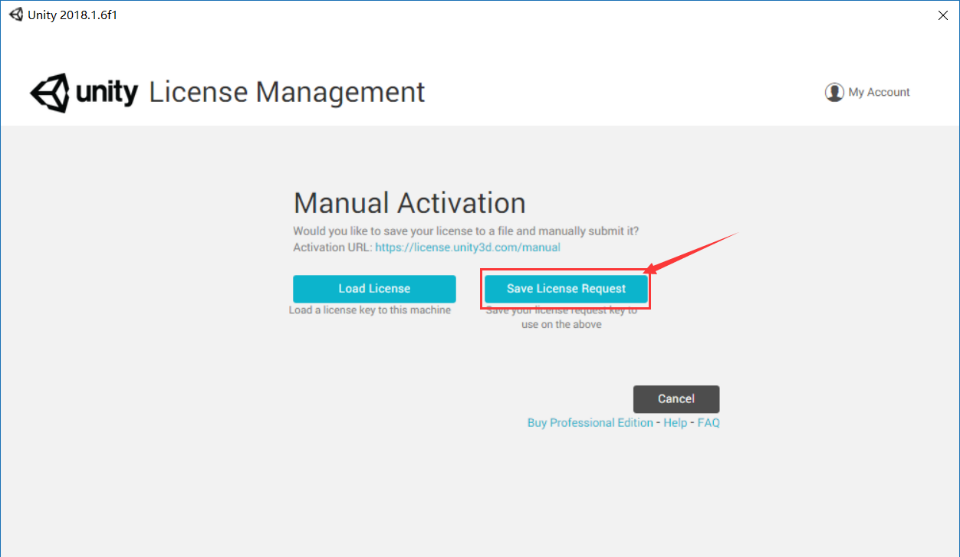 Unity 2018.1.6f1
unity License Management
My Account
Manual Activation
Would you like to save your license to a file and manually submit it?
Activation URL: https://license.unity3d.com/manual
Load License
Load a license key to this machine
Save License Request
Save your license request key to
use on the above
Cancel
Buy Professional Edition - Help - FAQ